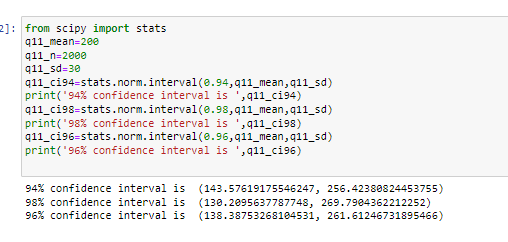 2]: from scipy import stats
q11_mean=200
q11_n=2000
q11_sd=30
q11_ci94=stats.norm.interval(0.94,q11_mean,q11_sd)
print('94% confidence interval is ',q11_ci94)
q11_ci98=stats.norm.interval(0.98,q11_mean,q11_sd)
print('98% confidence interval is ',q11_ci98)
q11_ci96=stats.norm.interval(0.96,q11_mean,q11_sd)
print('96% confidence interval is ',q11_ci96)
94% confidence interval is  (143.57619175546247, 256.42380824453755)
98% confidence interval is  (130.2095637787748, 269.7904362212252)
96% confidence interval is  (138.38753268104531, 261.61246731895466)